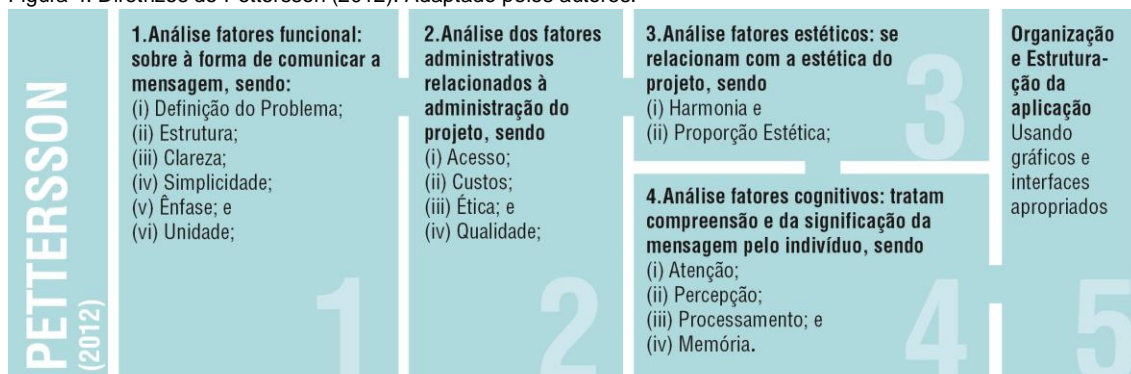 Figura 4. Diretrizes de Pettersson (2012). Adaptado pelos autores.
PETTERSSON
(2012)
1.Análise fatores funcional:
sobre à forma de comunicar a
mensagem, sendo:
(i) Definição do Problema;
(ii) Estrutura;
(iii) Clareza;
(iv) Simplicidade;
(v) Ênfase; e
(vi) Unidade;
1
2.Análise dos fatores
administrativos
relacionados à
administração do
projeto, sendo
(i) Acesso;
(ii) Custos;
(iii) Ética; e
(iv) Qualidade;
2
3.Análise fatores estéticos: se
relacionam com a estética do
projeto, sendo
(i) Harmonia e
(ii) Proporção Estética;
3
4.Análise fatores cognitivos: tratam
compreensão e da significação da
mensagem pelo indivíduo, sendo
(i) Atenção;
(ii) Percepção;
(iii) Processamento; e
(iv) Memória.
4
Organização
e Estrutura-
ção da
aplicação
Usando
gráficos e
interfaces
apropriados
5